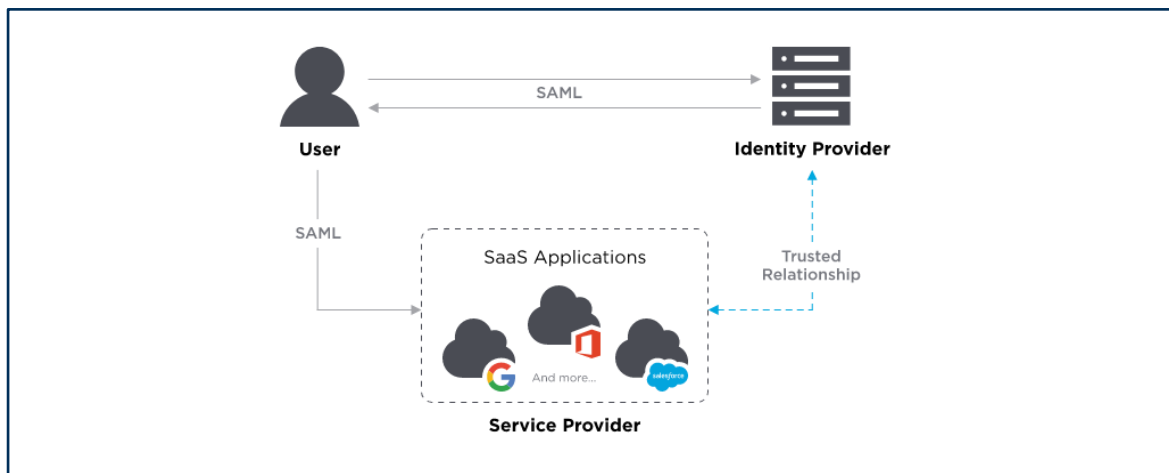 SAML
User
Identity Provider
SAML
SaaS Applications
Trusted
Relationship
And more...
salesforce
Service Provider